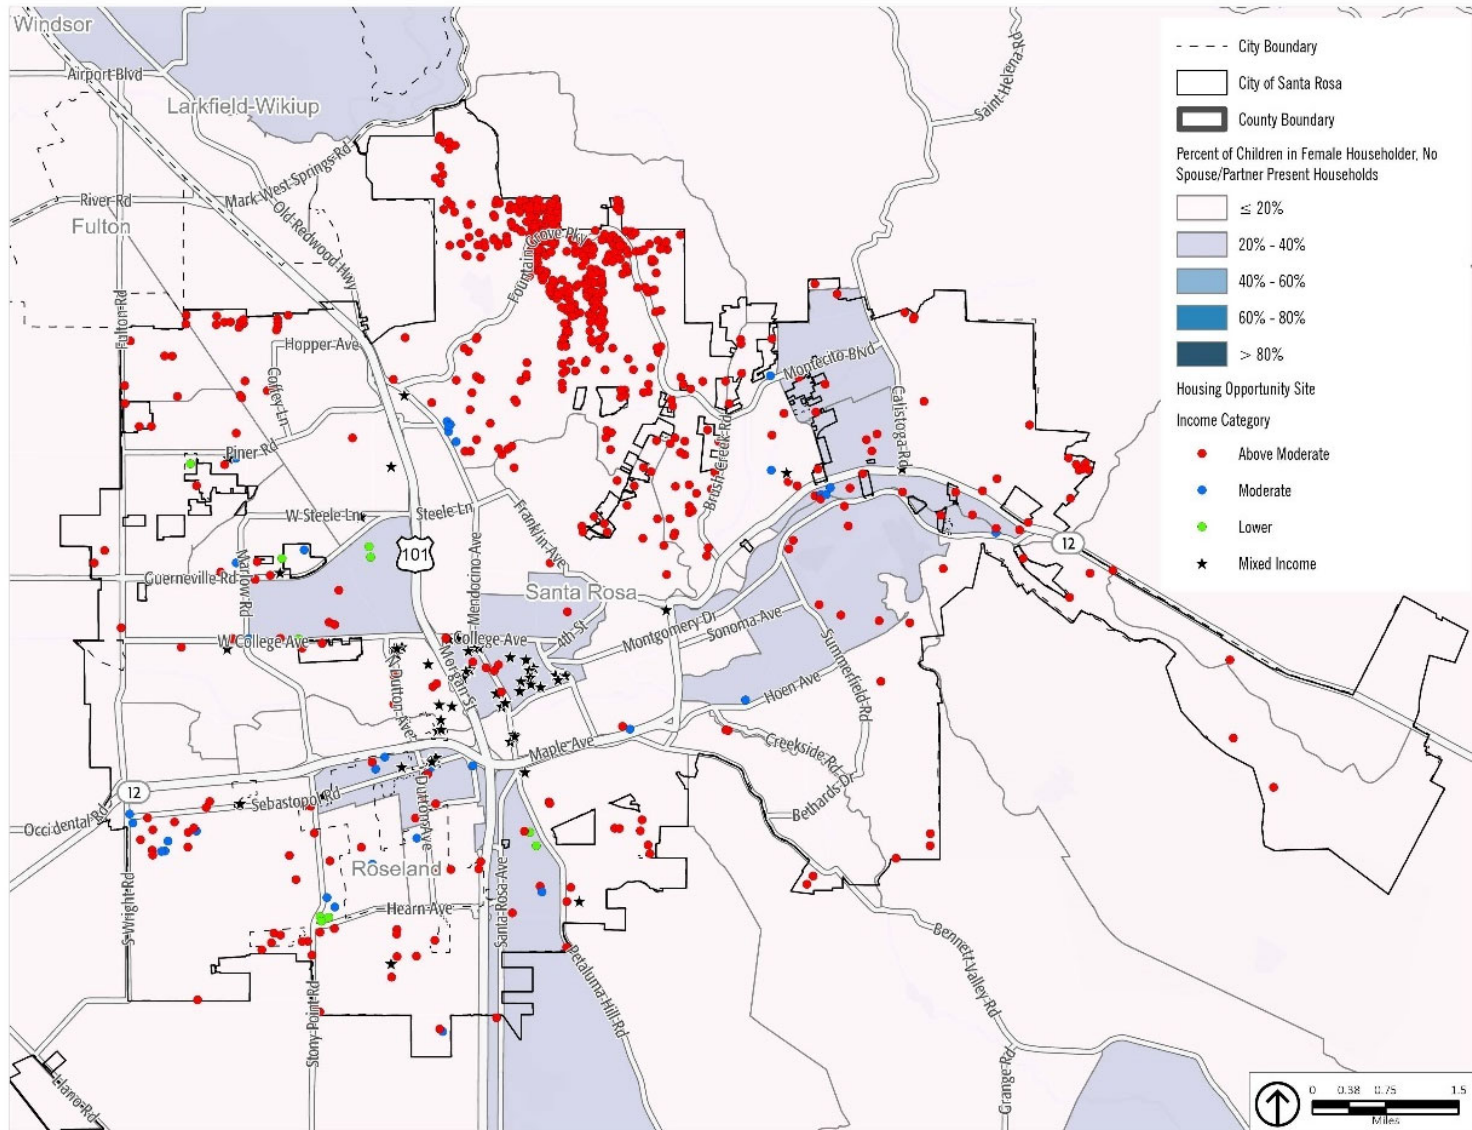 Windsor
Airport Blvd
Larkfield-Wikiup
Mark West Springs Rd
River Rd
Fulton
Old Redwood Hwy
Saint Helena Rd
Fulton Rd
Fountain Grove Pky
Hopper Ave
Coffey Ln
Montecito Blvd
Calistoga Rd
Piner Rd
Brush Creek Rd
W Steele Ln
Steele Ln
Franklin Ave
101
Mendocino Ave
Marlow Rd
Guerneville Rd
12
Santa Rosa
W College Ave
College Ave
4th St
Montgomery Dr
Sonoma Ave
Summerfield Rd
N Dutton Ave
Morgan St
Hoen Ave
Maple Ave
Creekside Rd
Bethards Dr
12
Sebastopol Rd
Occidental Rd
Dutton Ave
Roseland
S Wright Rd
Hearn Ave
Santa Rosa Ave
Stony Point Rd
Petaluma Hill Rd
Bennett Valley Rd
Grange Rd
Llano Rd
City Boundary
City of Santa Rosa
County Boundary
Percent of Children in Female Householder, No
Spouse/Partner Present Households
≤ 20%
20% - 40%
40% - 60%
60% - 80%
> 80%
Housing Opportunity Site
Income Category
Above Moderate
Moderate
Lower
Mixed Income
0 0.38 0.75 1.5
Miles